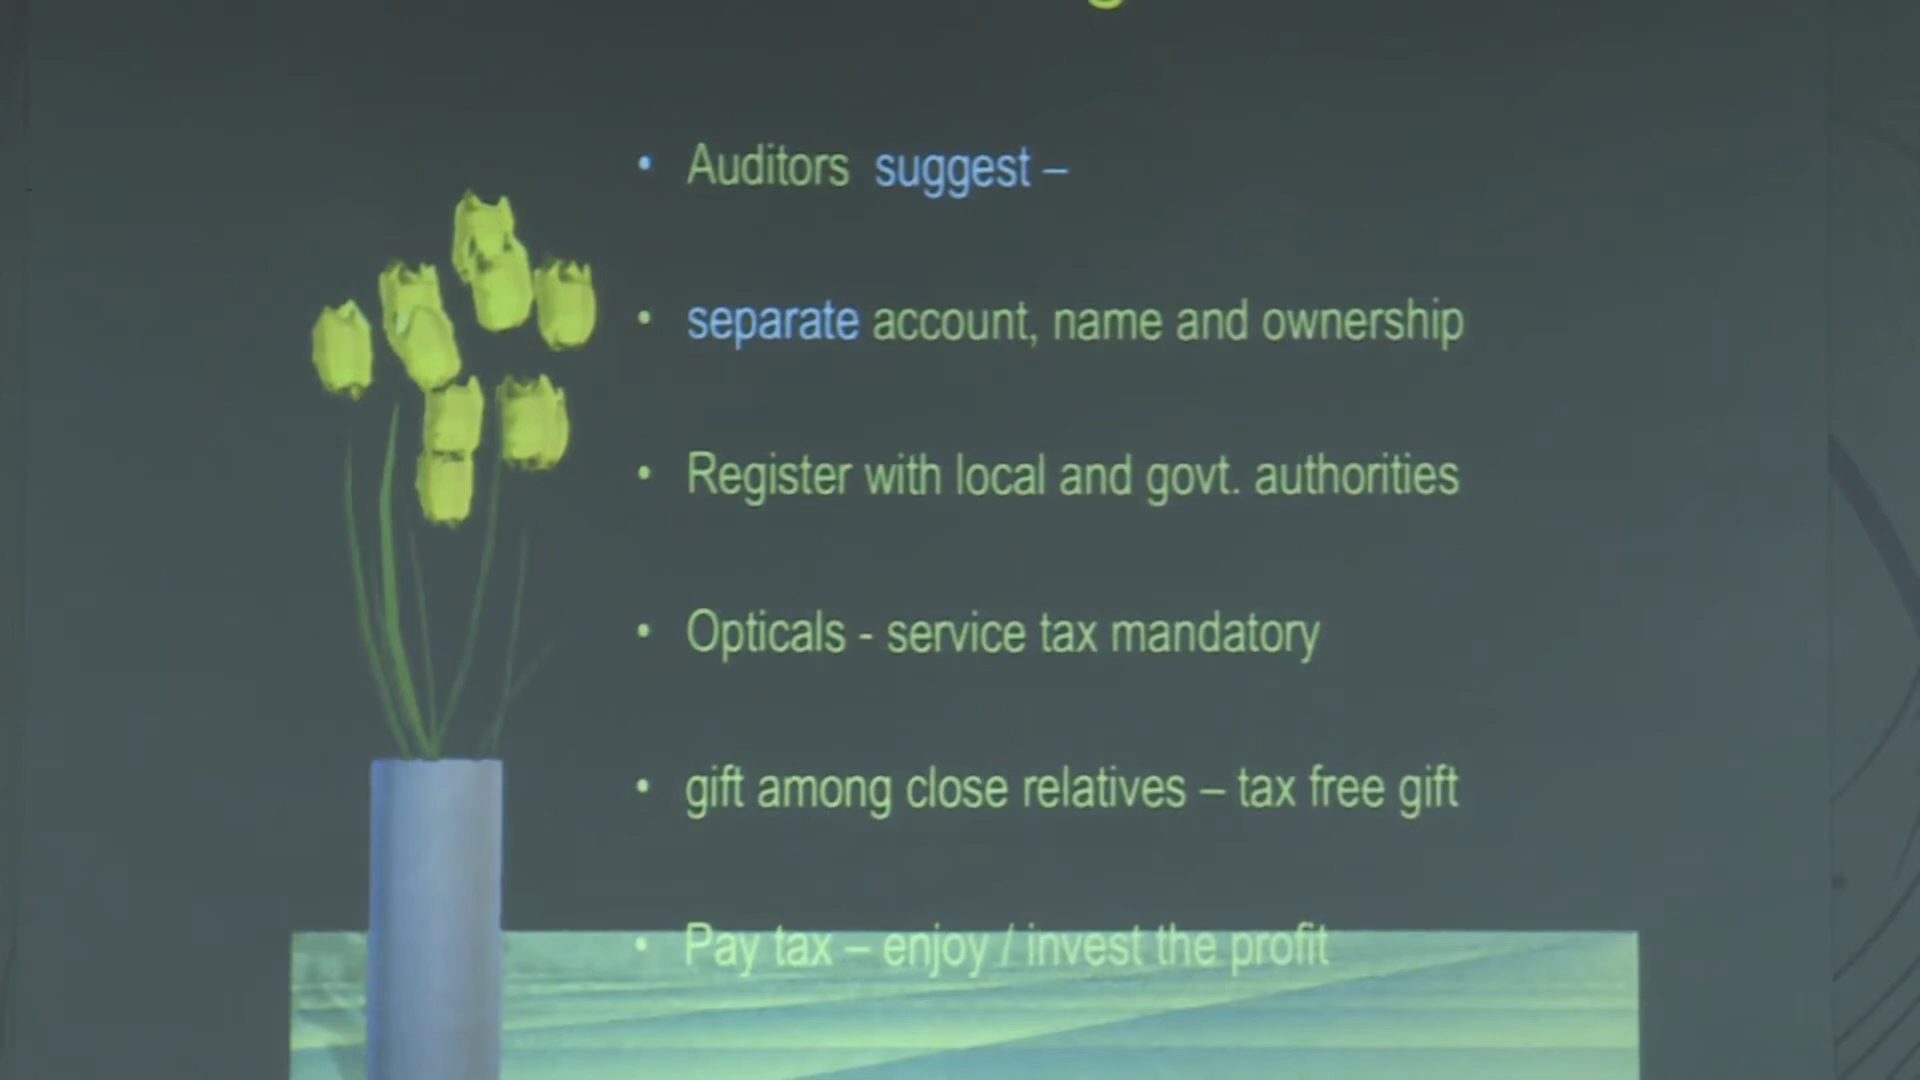 • Auditors suggest –
• separate account, name and ownership
• Register with local and govt. authorities
• Opticals - service tax mandatory
• gift among close relatives – tax free gift
• Pay tax – enjoy / invest the profit